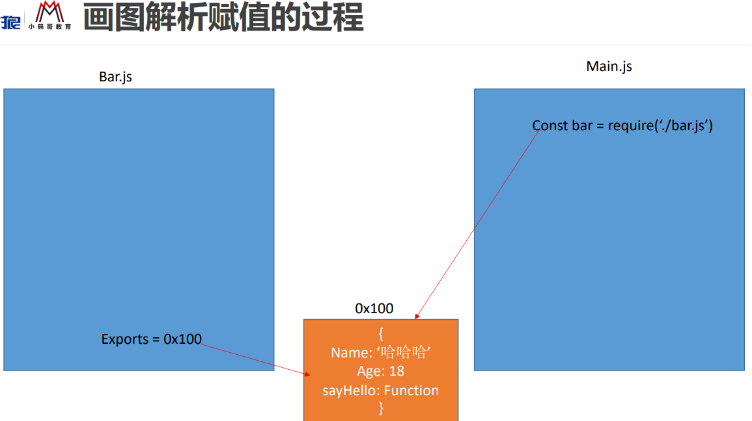 小码哥教育
画图解析赋值的过程
Bar.js
Main.js
Const bar = require(‘./bar.js’)
0x100
Exports = 0x100
{
Name: ‘哈哈哈’
Age: 18
sayHello: Function
}